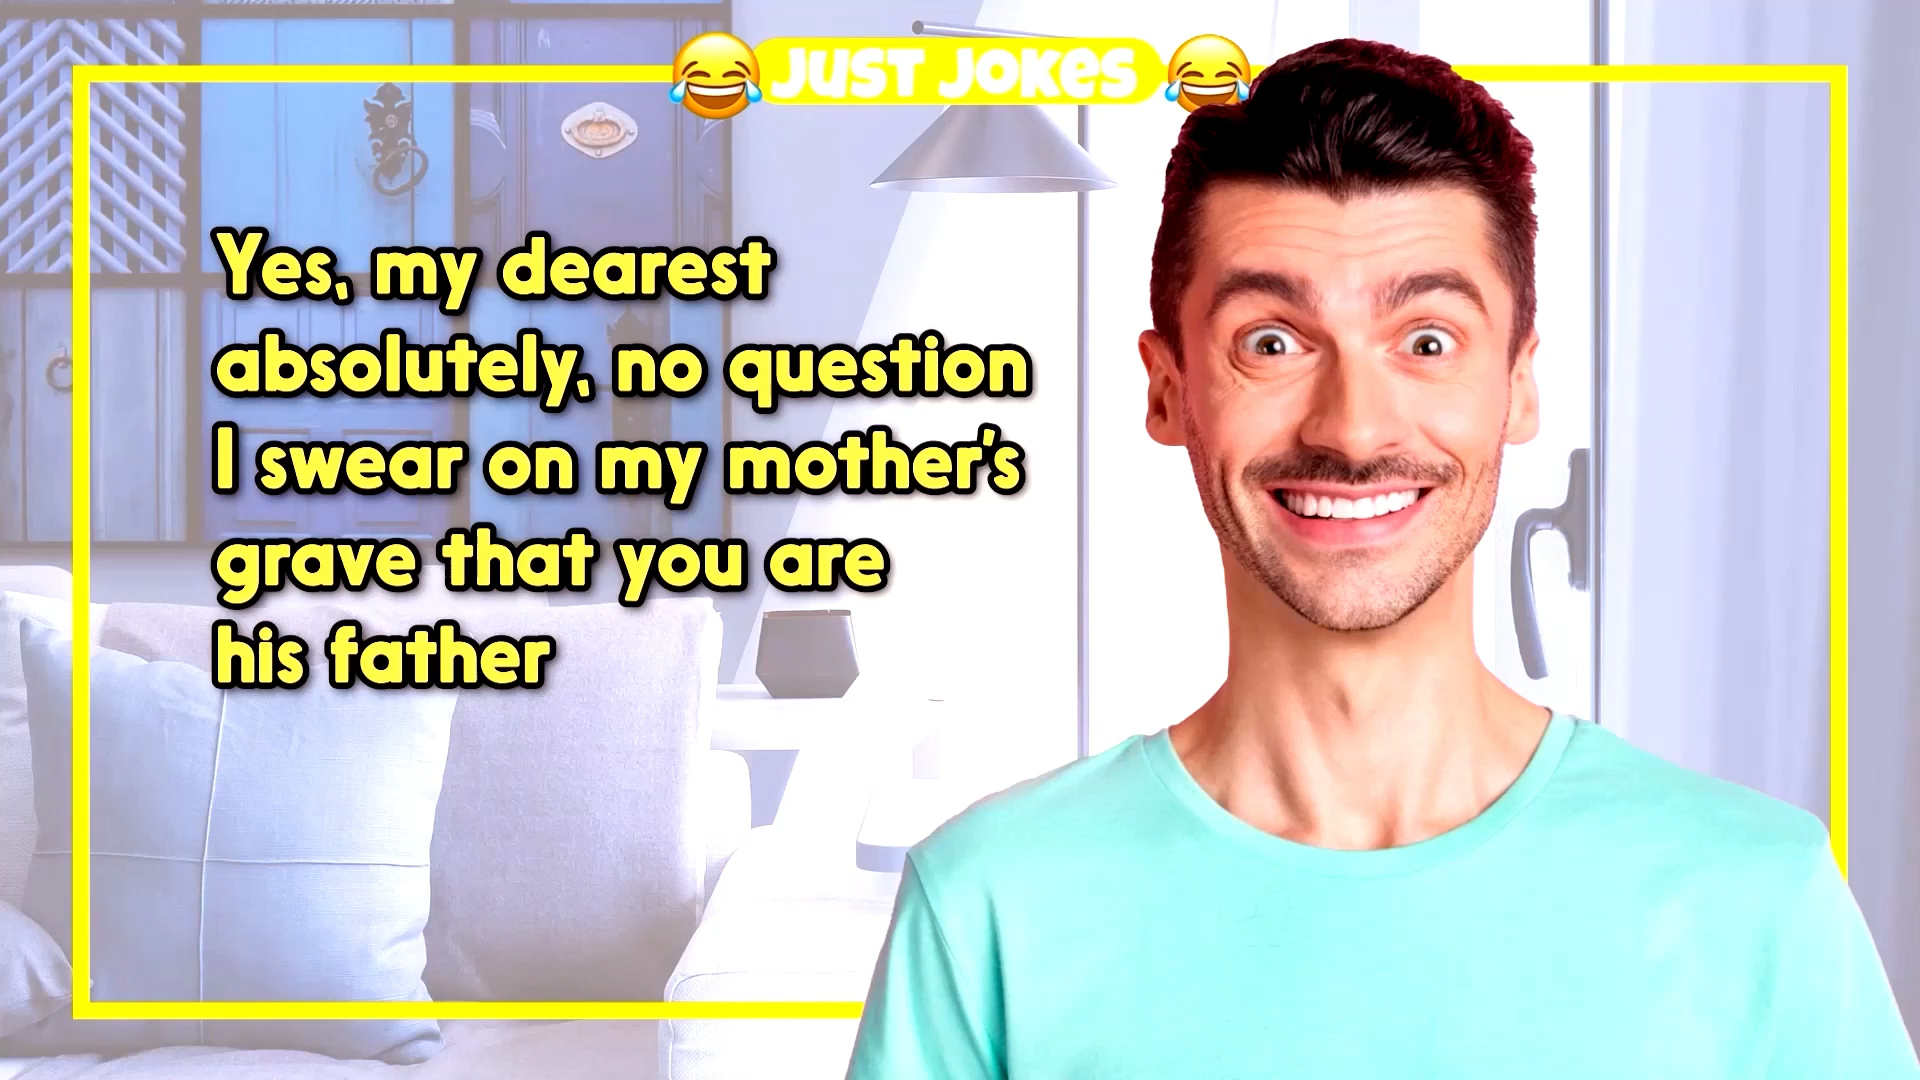 JUST JOKES
Yes, my dearest
absolutely, no question
I swear on my mother's
grave that you are
his father